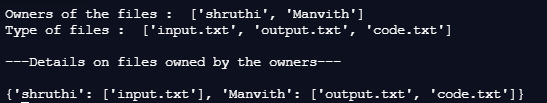 Owners of the files :  ['shruthi', 'Manvith']
Type of files :  ['input.txt', 'output.txt', 'code.txt']
---Details on files owned by the owners---
{'shruthi': ['input.txt'], 'Manvith': ['output.txt', 'code.txt']}